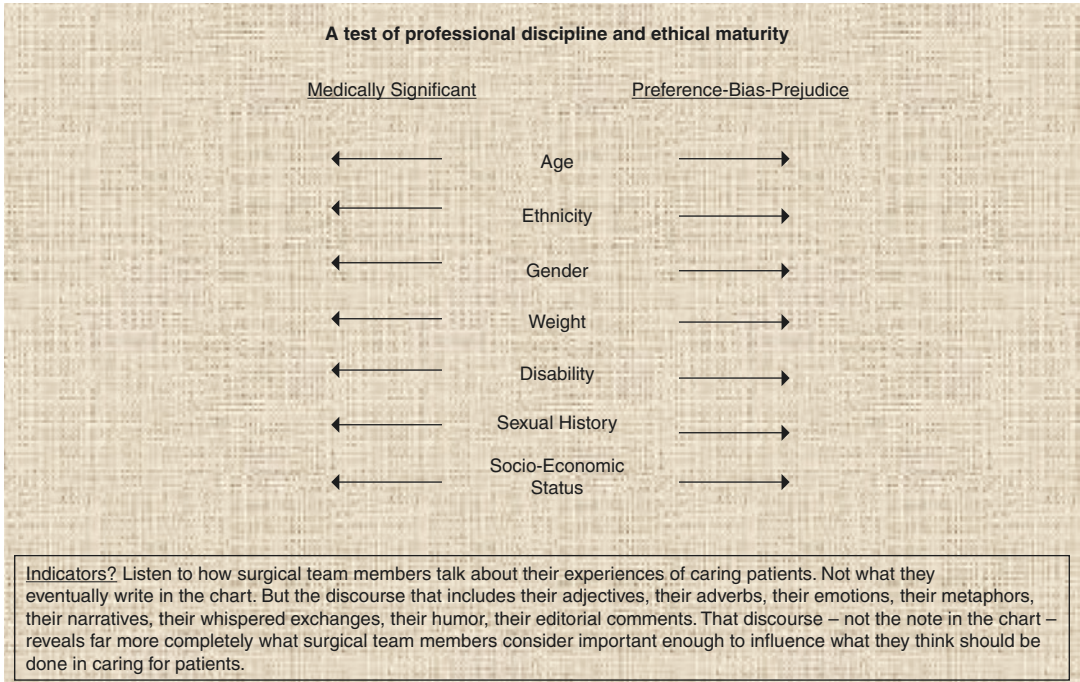 A test of professional discipline and ethical maturity
Medically Significant Preference-Bias-Prejudice
Age
Ethnicity
Gender
Weight
Disability
Sexual History
Socio-Economic
Status
Indicators? Listen to how surgical team members talk about their experiences of caring patients. Not what they
eventually write in the chart. But the discourse that includes their adjectives, their adverbs, their emotions, their metaphors,
their narratives, their whispered exchanges, their humor, their editorial comments. That discourse – not the note in the chart –
reveals far more completely what surgical team members consider important enough to influence what they think should be
done in caring for patients.